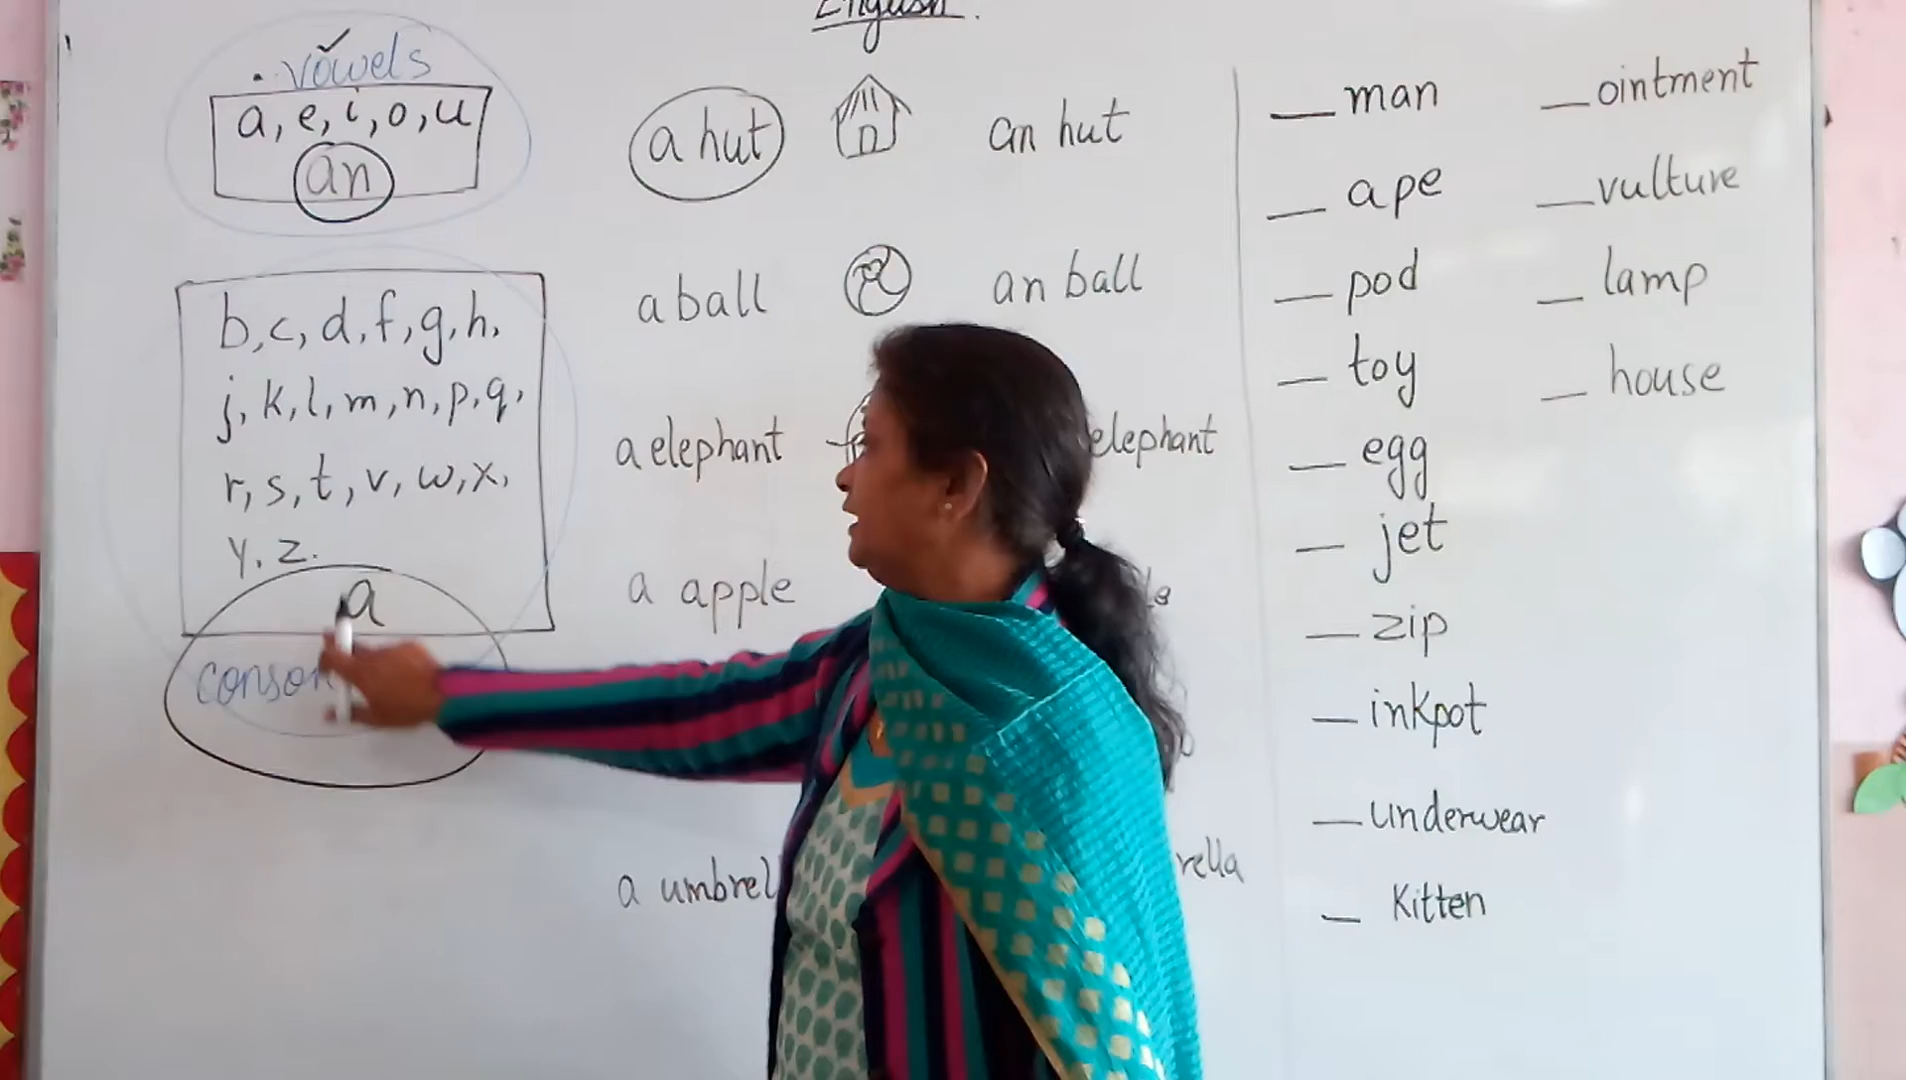 English.
. vowels
a, e, i, o, u
an
b, c, d, f, g, h,
j, k, l, m, n, p, q,
r, s, t, v, w, x,
y, z.
a
a hut
an hut
a ball
an ball
a elephant
elephant
a apple
a umbrel
rella
__ man
__ ape
__ pod
__ toy
__ egg
__ jet
__ zip
__ inkpot
__ underwear
__ Kitten
__ ointment
__ vulture
__ lamp
__ house